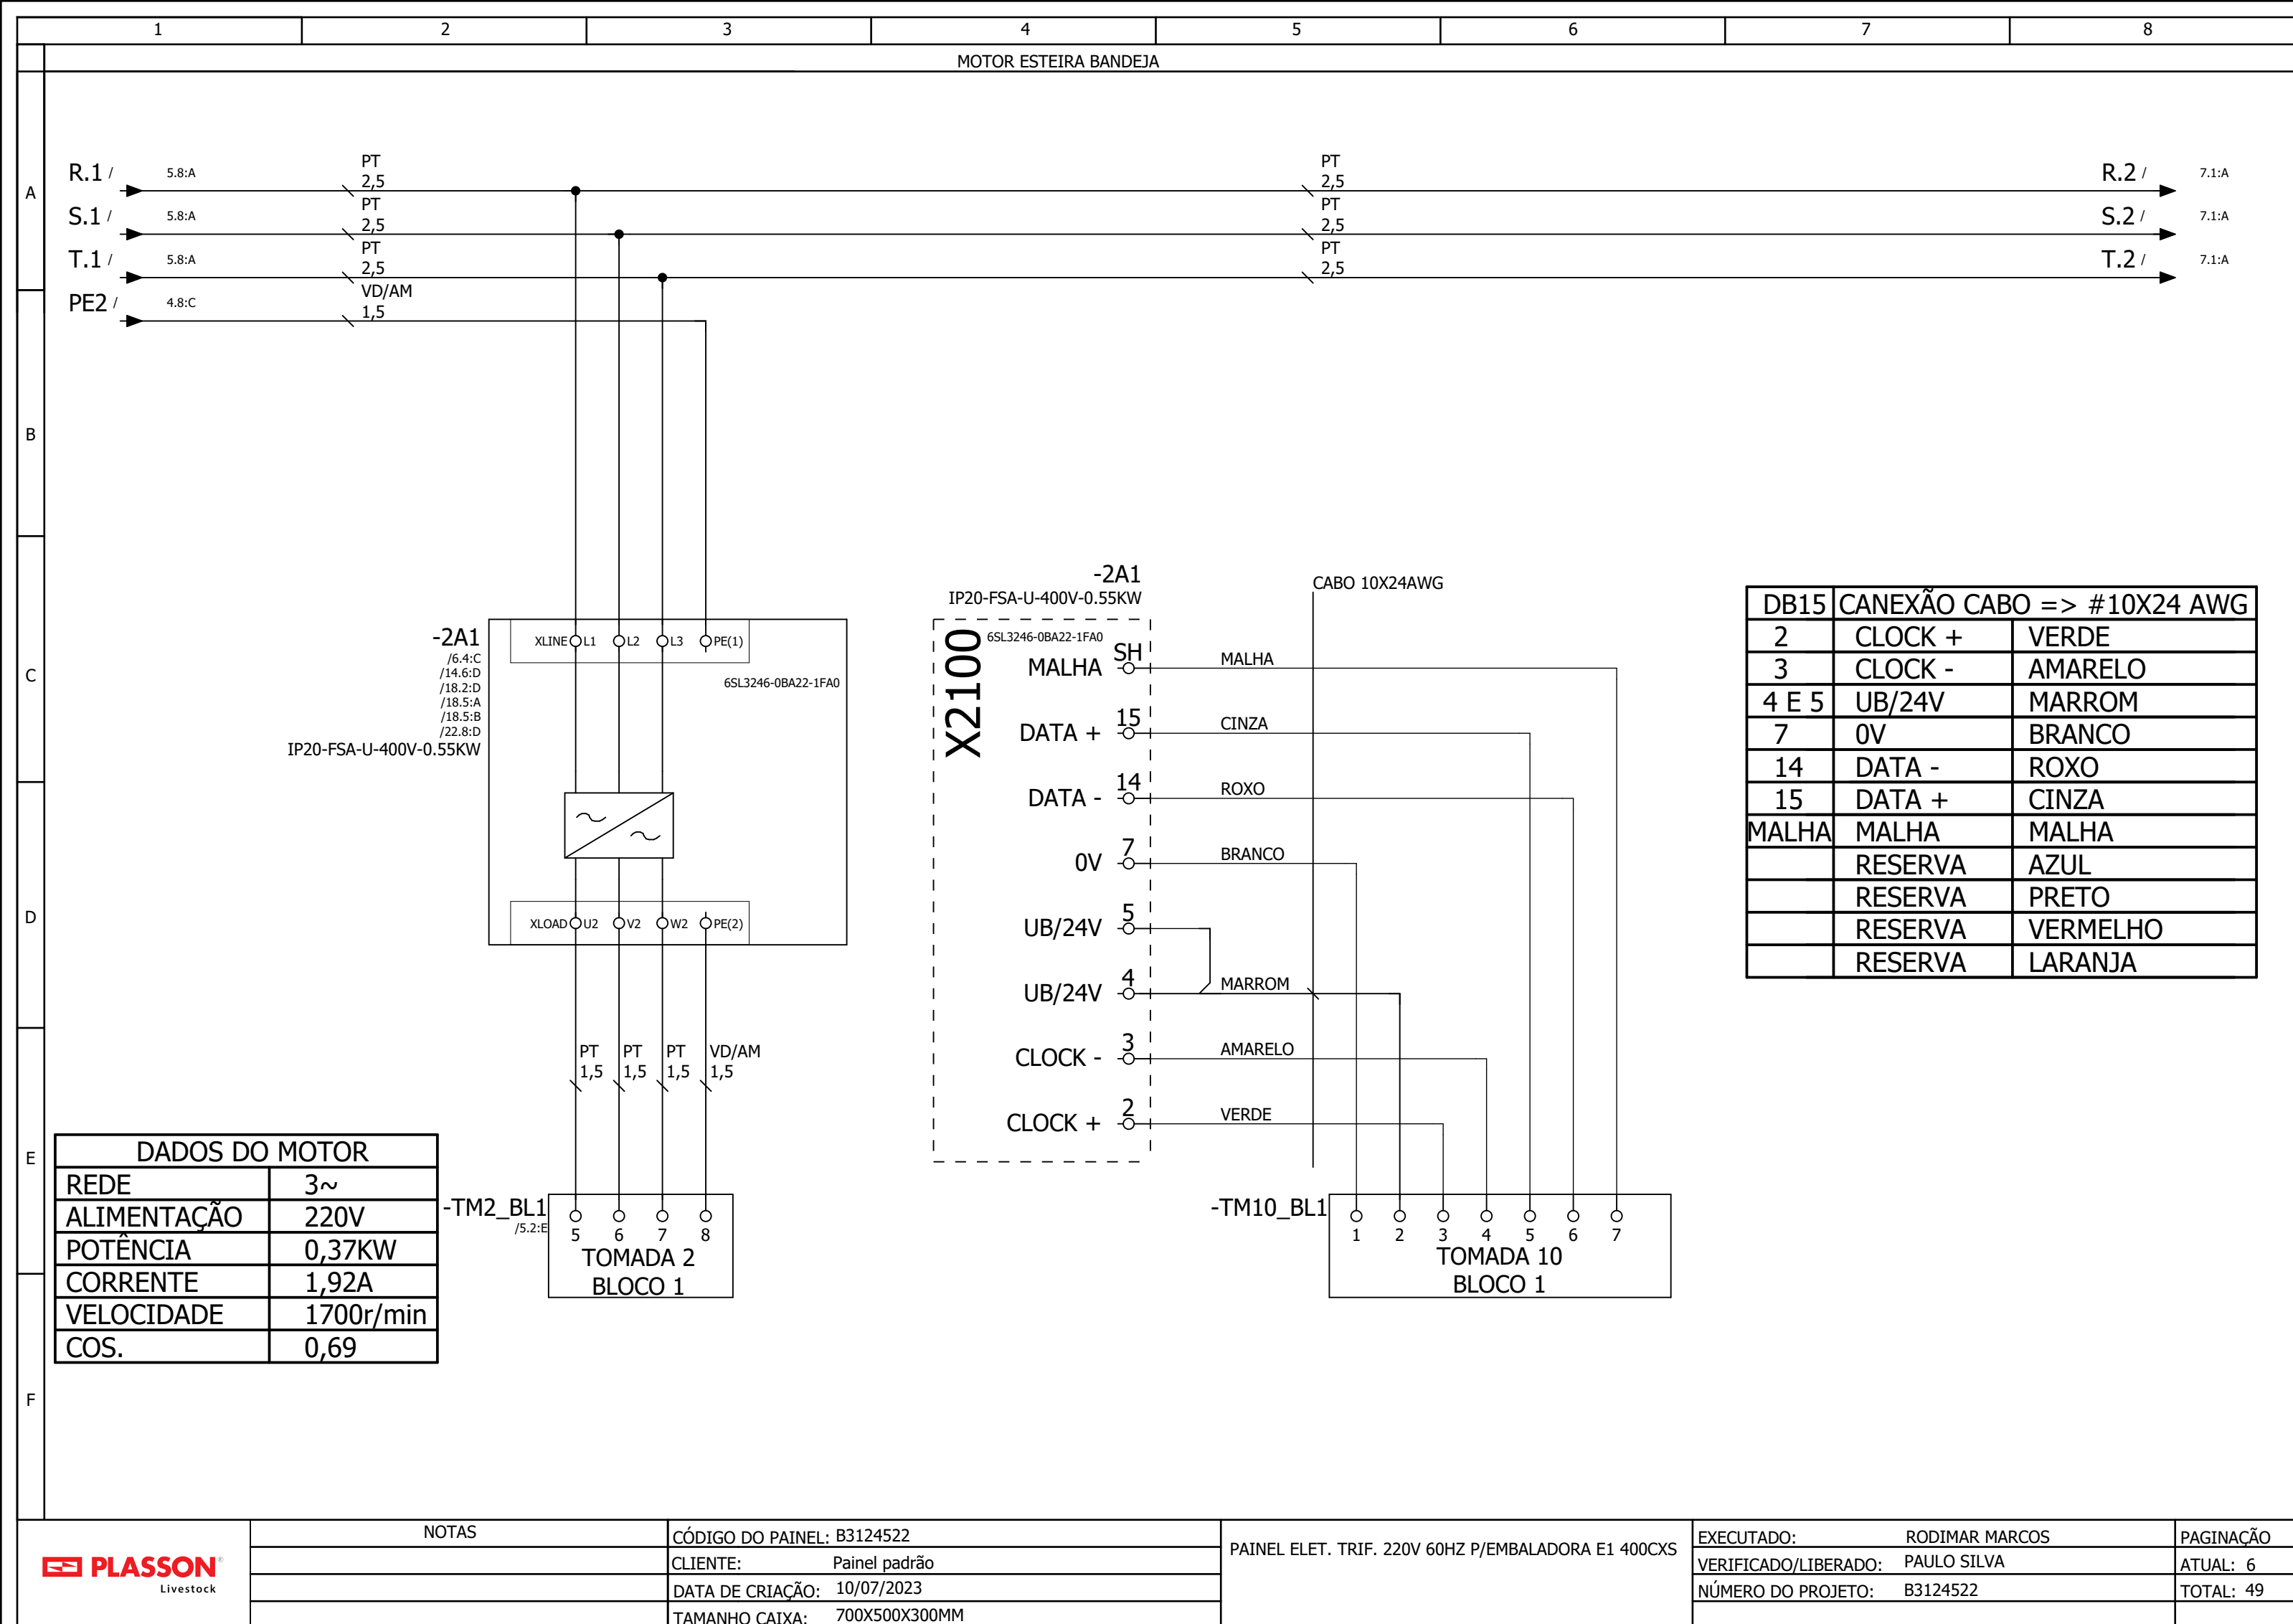 1 2 3 4 5 6 7 8
MOTOR ESTEIRA BANDEJA
A
B
C
D
E
F
R.1 / 5.8:A
PT
2,5
PT
2,5
R.2 / 7.1:A
S.1 / 5.8:A
PT
2,5
PT
2,5
S.2 / 7.1:A
T.1 / 5.8:A
PT
2,5
PT
2,5
T.2 / 7.1:A
PE2 / 4.8:C
VD/AM
1,5
-2A1
/6.4:C
/14.6:D
/18.2:D
/18.5:A
/18.5:B
/22.8:D
IP20-FSA-U-400V-0.55KW
XLINE L1 L2 L3 PE(1)
6SL3246-0BA22-1FA0
XLOAD U2 V2 W2 PE(2)
PT PT PT VD/AM
1,5 1,5 1,5 1,5
-TM2_BL1
/5.2:E
5 6 7 8
TOMADA 2
BLOCO 1
-2A1
IP20-FSA-U-400V-0.55KW
6SL3246-0BA22-1FA0
X2100
CABO 10X24AWG
MALHA SH MALHA
DATA + 15 CINZA
DATA - 14 ROXO
0V 7 BRANCO
UB/24V 5
UB/24V 4 MARROM
CLOCK - 3 AMARELO
CLOCK + 2 VERDE
-TM10_BL1
1 2 3 4 5 6 7
TOMADA 10
BLOCO 1
DB15 CANEXÃO CABO => #10X24 AWG
2 CLOCK + VERDE
3 CLOCK - AMARELO
4 E 5 UB/24V MARROM
7 0V BRANCO
14 DATA - ROXO
15 DATA + CINZA
MALHA MALHA MALHA
RESERVA AZUL
RESERVA PRETO
RESERVA VERMELHO
RESERVA LARANJA
DADOS DO MOTOR
REDE 3~
ALIMENTAÇÃO 220V
POTÊNCIA 0,37KW
CORRENTE 1,92A
VELOCIDADE 1700r/min
COS. 0,69
PLASSON®
Livestock
NOTAS
CÓDIGO DO PAINEL: B3124522
CLIENTE: Painel padrão
DATA DE CRIAÇÃO: 10/07/2023
TAMANHO CAIXA: 700X500X300MM
PAINEL ELET. TRIF. 220V 60HZ P/EMBALADORA E1 400CXS
EXECUTADO: RODIMAR MARCOS
VERIFICADO/LIBERADO: PAULO SILVA
NÚMERO DO PROJETO: B3124522
PAGINAÇÃO
ATUAL: 6
TOTAL: 49